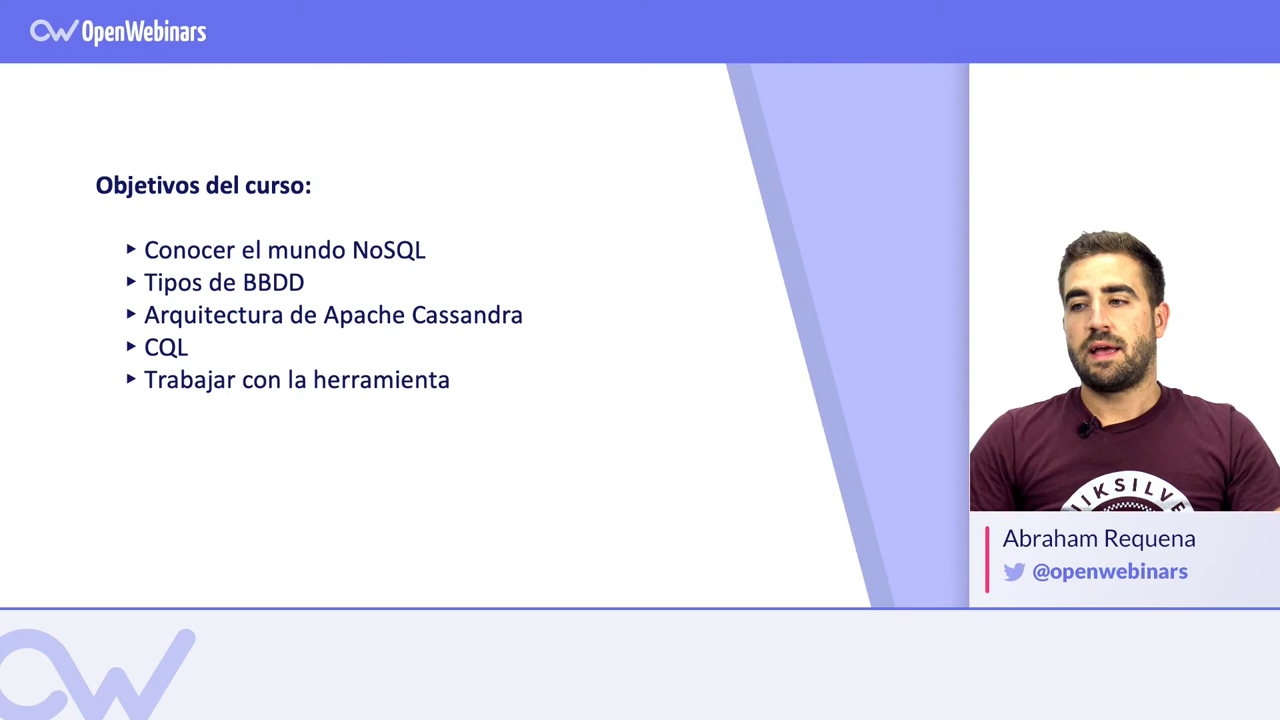 OpenWebinars
Objetivos del curso:
‣ Conocer el mundo NoSQL
‣ Tipos de BBDD
‣ Arquitectura de Apache Cassandra
‣ CQL
‣ Trabajar con la herramienta
UIKSILVE
Abraham Requena
@openwebinars